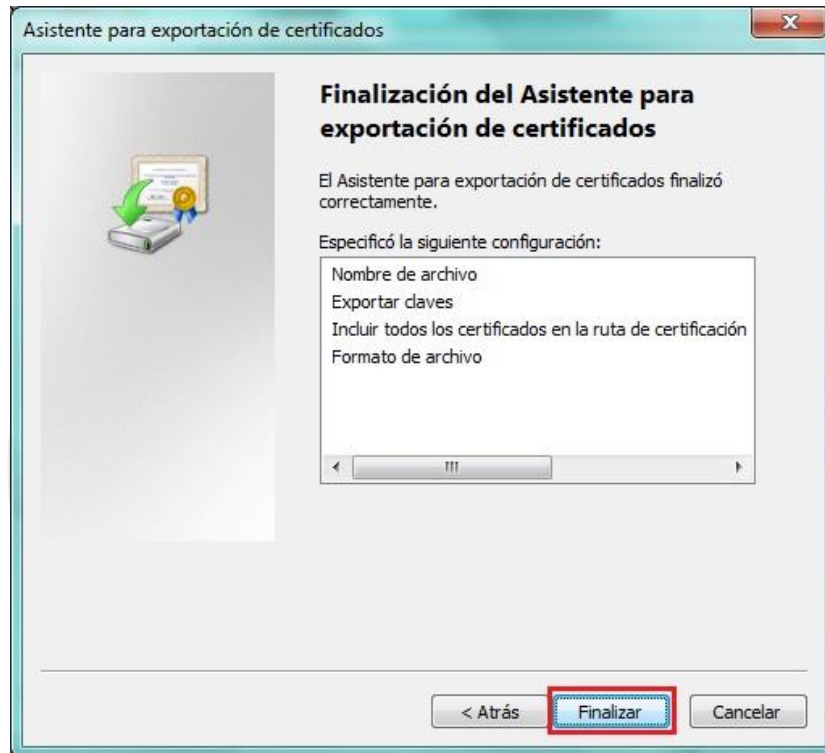 Asistente para exportación de certificados
Finalización del Asistente para
exportación de certificados
El Asistente para exportación de certificados finalizó
correctamente.
Especificó la siguiente configuración:
Nombre de archivo
Exportar claves
Incluir todos los certificados en la ruta de certificación
Formato de archivo
< Atrás Finalizar Cancelar